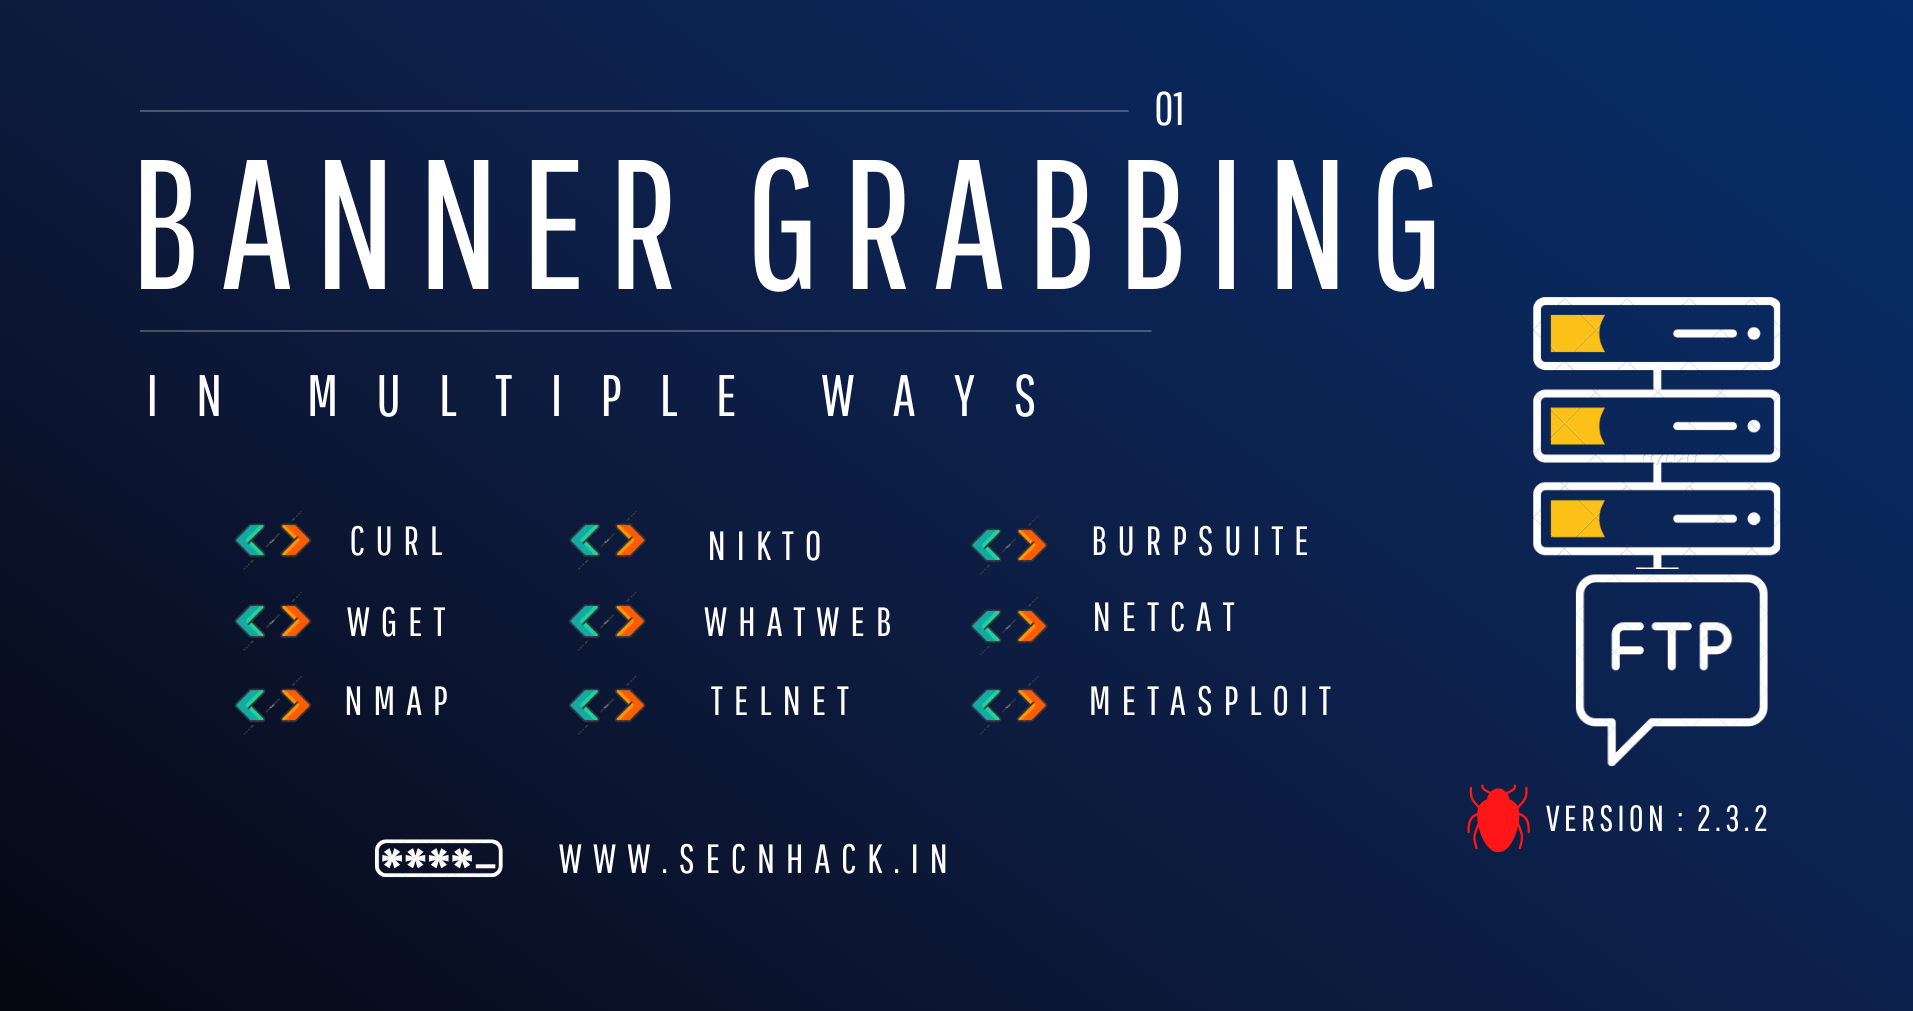 01
BANNER GRABBING
IN MULTIPLE WAYS
CURL
NIKTO
BURPSUITE
WGET
WHATWEB
NETCAT
NMAP
TELNET
METASPLOIT
FTP
VERSION : 2.3.2
****_
WWW.SECNHACK.IN